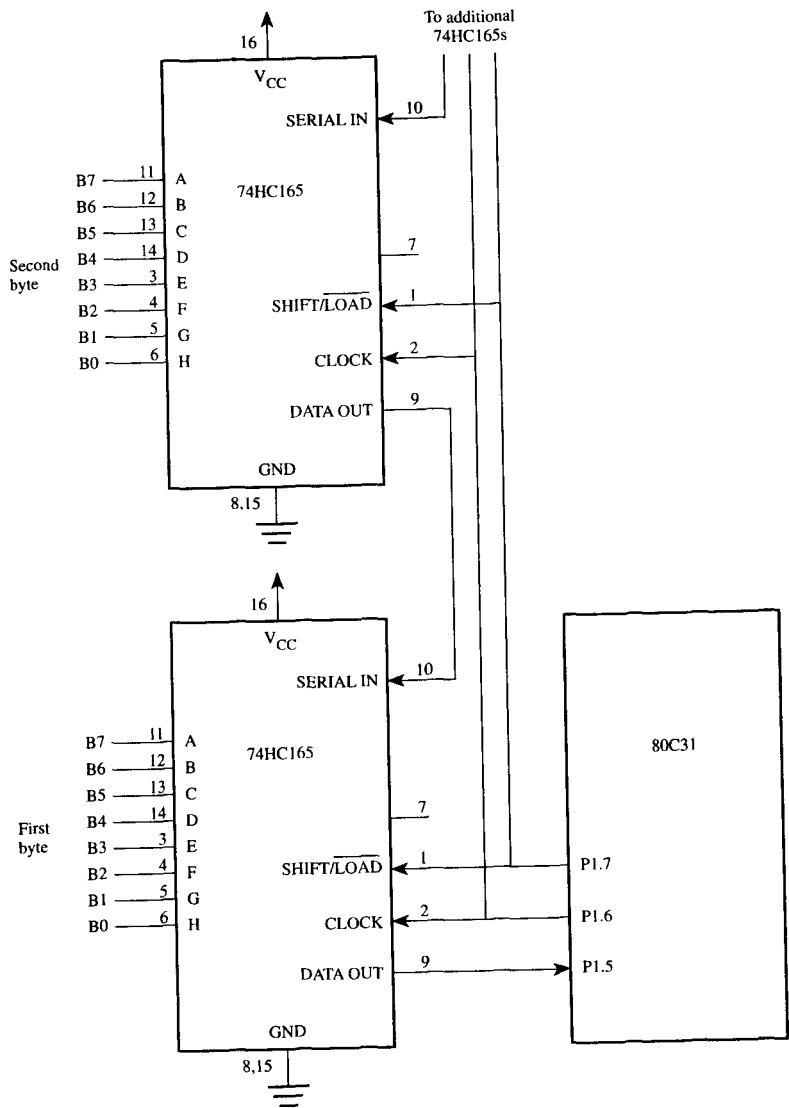 To additional
74HC165s
16
V_CC
SERIAL IN
10
74HC165
B7 11 A
B6 12 B
B5 13 C
B4 14 D
B3 3 E
B2 4 F
B1 5 G
B0 6 H
Second
byte
7
SHIFT/L̅O̅A̅D̅
1
CLOCK
2
DATA OUT
9
GND
8,15
16
V_CC
SERIAL IN
10
74HC165
B7 11 A
B6 12 B
B5 13 C
B4 14 D
B3 3 E
B2 4 F
B1 5 G
B0 6 H
First
byte
7
SHIFT/L̅O̅A̅D̅
1
CLOCK
2
DATA OUT
9
GND
8,15
80C31
P1.7
P1.6
P1.5